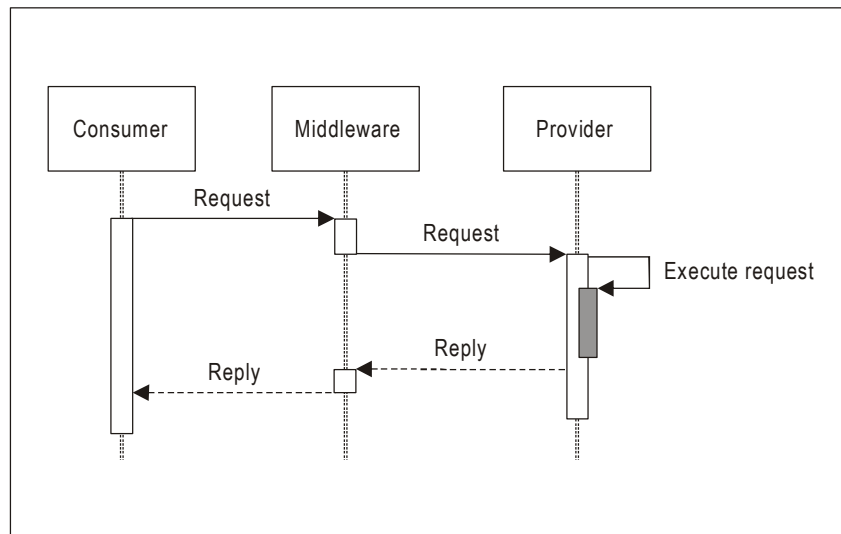 Consumer
Middleware
Provider
Request
Request
Execute request
Reply
Reply